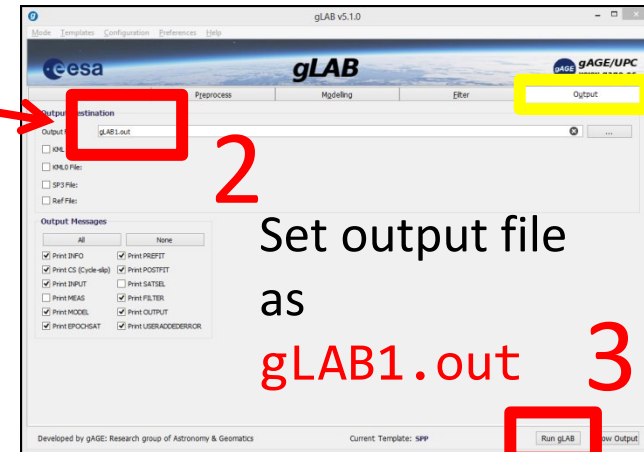 gLAB v5.1.0
Mode Templates Configuration Preferences Help
esa
gLAB
gAGE
gAGE/UPC
Preprocess Modeling Filter Output
Output Destination
Output gLAB1.out ...
KML
KML0 File:
SP3 File:
Ref File:
2
Output Messages
All None
Print INFO Print PREFIT
Print CS (Cycle-slip) Print POSTFIT
Print INPUT Print SATSEL
Print MEAS Print FILTER
Print MODEL Print OUTPUT
Print EPOCHSAT Print USERADDEDERROR
Set output file
as
gLAB1.out
3
Developed by gAGE: Research group of Astronomy & Geomatics Current Template: SPP Run gLAB ow Output